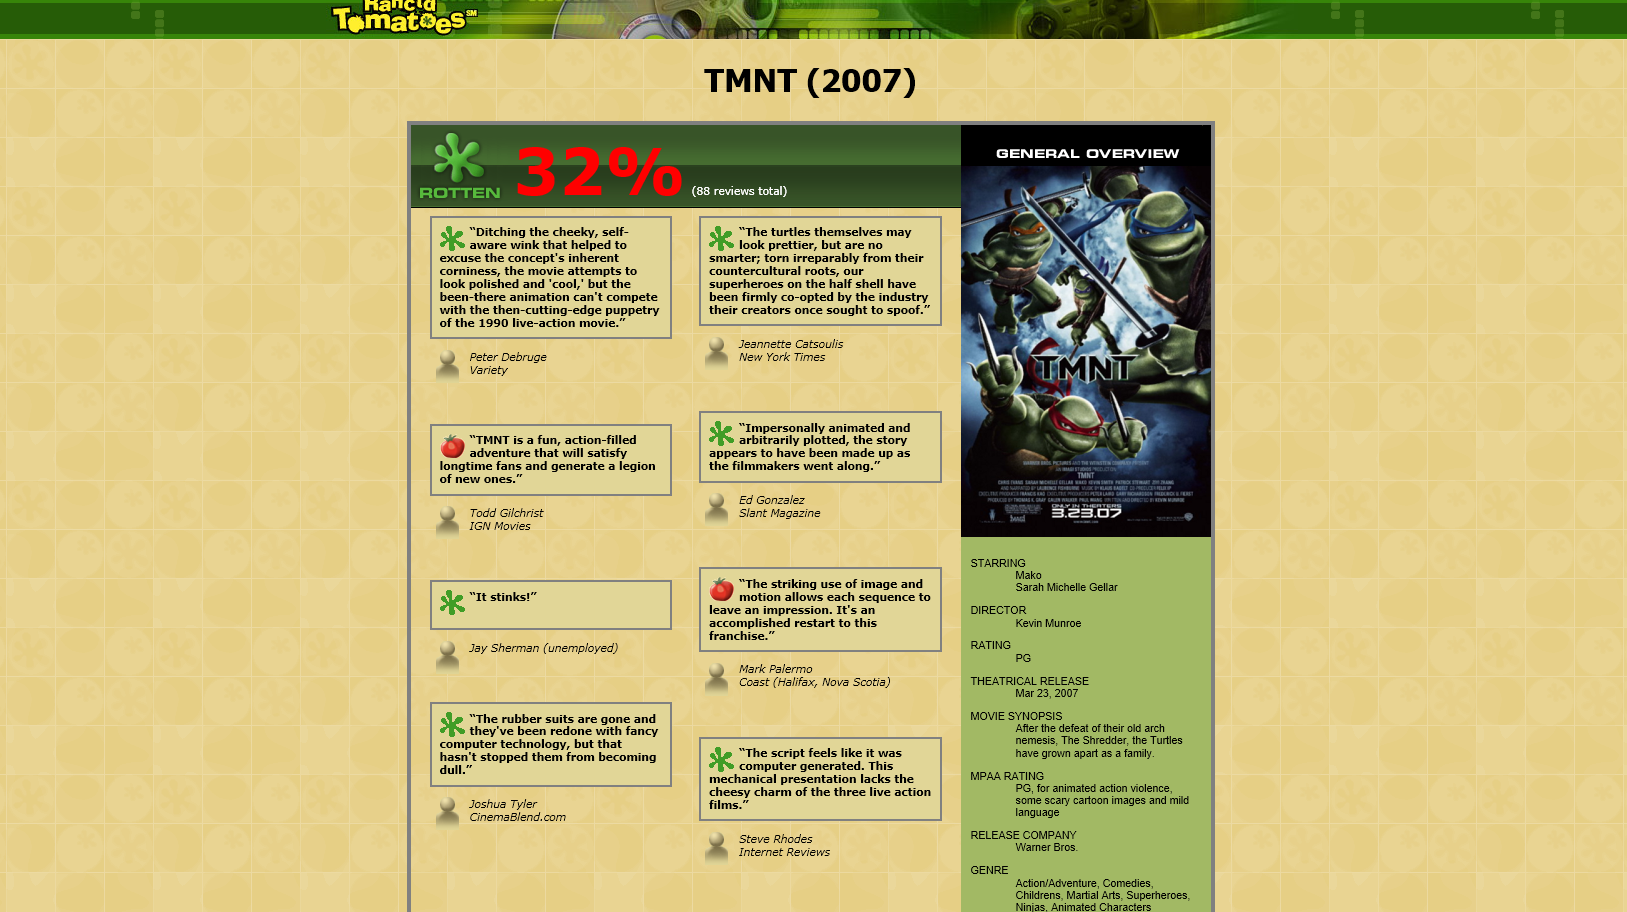 Rancid
TomatoesSM
TMNT (2007)
ROTTEN
32%
(88 reviews total)
“Ditching the cheeky, self-
aware wink that helped to
excuse the concept's inherent
corniness, the movie attempts to
look polished and 'cool,' but the
been-there animation can't compete
with the then-cutting-edge puppetry
of the 1990 live-action movie.”
Peter Debruge
Variety
“TMNT is a fun, action-filled
adventure that will satisfy
longtime fans and generate a legion
of new ones.”
Todd Gilchrist
IGN Movies
“It stinks!”
Jay Sherman (unemployed)
“The rubber suits are gone and
they've been redone with fancy
computer technology, but that
hasn't stopped them from becoming
dull.”
Joshua Tyler
CinemaBlend.com
“The turtles themselves may
look prettier, but are no
smarter; torn irreparably from their
countercultural roots, our
superheroes on the half shell have
been firmly co-opted by the industry
their creators once sought to spoof.”
Jeannette Catsoulis
New York Times
“Impersonally animated and
arbitrarily plotted, the story
appears to have been made up as
the filmmakers went along.”
Ed Gonzalez
Slant Magazine
“The striking use of image and
motion allows each sequence to
leave an impression. It's an
accomplished restart to this
franchise.”
Mark Palermo
Coast (Halifax, Nova Scotia)
“The script feels like it was
computer generated. This
mechanical presentation lacks the
cheesy charm of the three live action
films.”
Steve Rhodes
Internet Reviews
GENERAL OVERVIEW
TMNT
TMNT
ONLY IN THEATERS
3.23.07
STARRING
Mako
Sarah Michelle Gellar
DIRECTOR
Kevin Munroe
RATING
PG
THEATRICAL RELEASE
Mar 23, 2007
MOVIE SYNOPSIS
After the defeat of their old arch
nemesis, The Shredder, the Turtles
have grown apart as a family.
MPAA RATING
PG, for animated action violence,
some scary cartoon images and mild
language
RELEASE COMPANY
Warner Bros.
GENRE
Action/Adventure, Comedies,
Childrens, Martial Arts, Superheroes,
Ninjas, Animated Characters